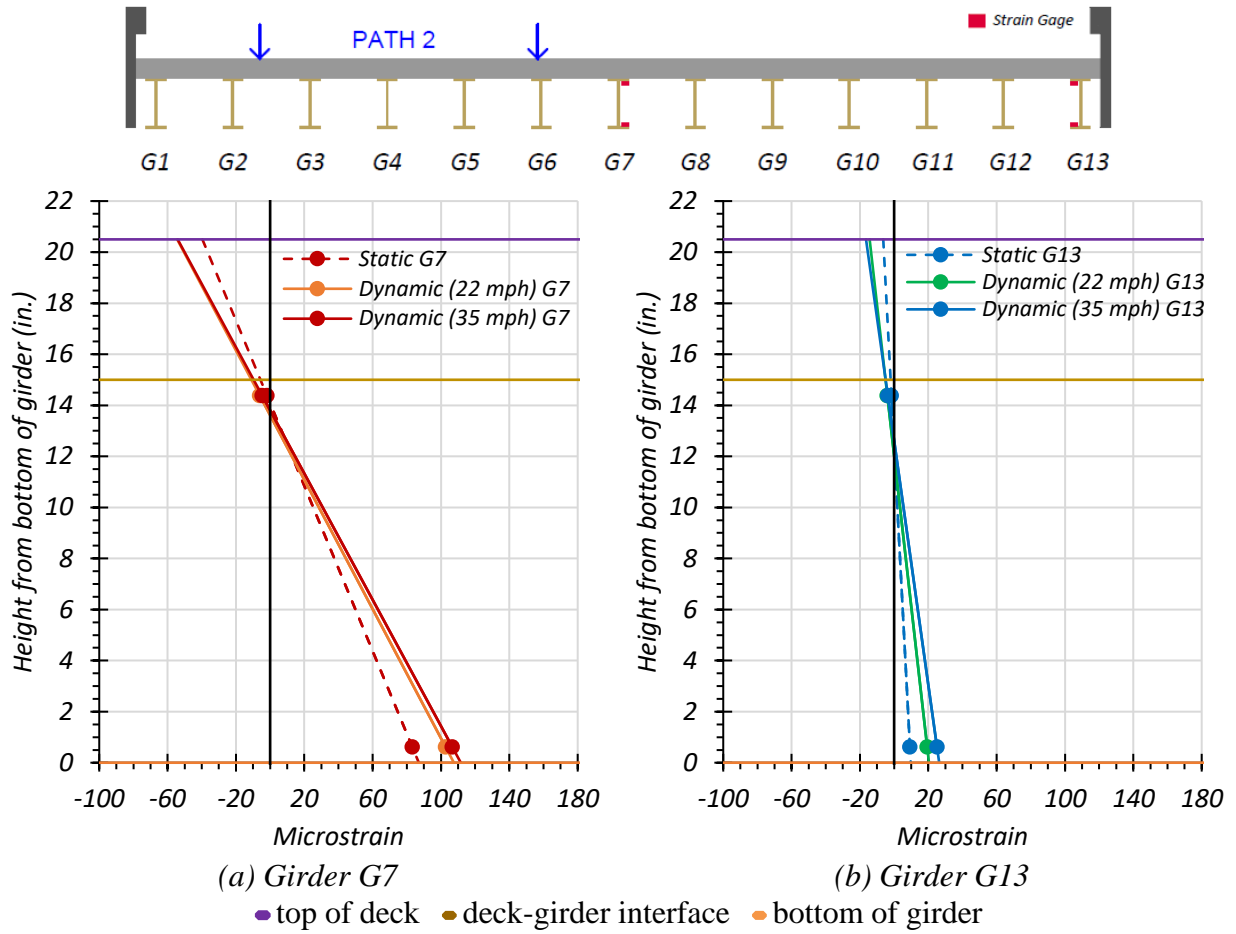 PATH 2
Strain Gage
G1 G2 G3 G4 G5 G6 G7 G8 G9 G10 G11 G12 G13
Height from bottom of girder (in.)
22
20
18
16
14
12
10
8
6
4
2
0
-100 -60 -20 20 60 100 140 180
Microstrain
Static G7
Dynamic (22 mph) G7
Dynamic (35 mph) G7
(a) Girder G7
Height from bottom of girder (in.)
22
20
18
16
14
12
10
8
6
4
2
0
-100 -60 -20 20 60 100 140 180
Microstrain
Static G13
Dynamic (22 mph) G13
Dynamic (35 mph) G13
(b) Girder G13
top of deck deck-girder interface bottom of girder